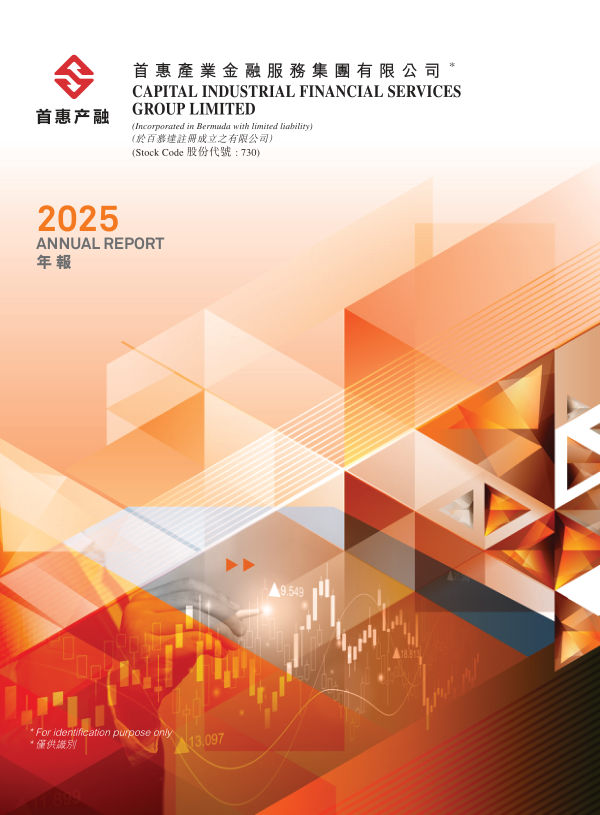 首惠產業金融服務集團有限公司*
首惠产融
CAPITAL INDUSTRIAL FINANCIAL SERVICES
GROUP LIMITED
(Incorporated in Bermuda with limited liability)
(於百慕達註冊成立之有限公司)
(Stock Code 股份代號 : 730)
2025
ANNUAL REPORT
年報
▲9.549
▲13,097
* For identification purpose only
* 僅供識別